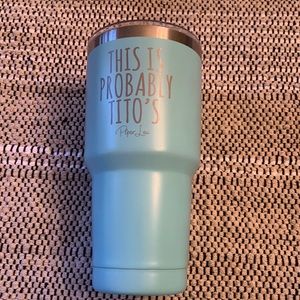 THIS IS
PROBABLY
TITO'S
Piper Lou